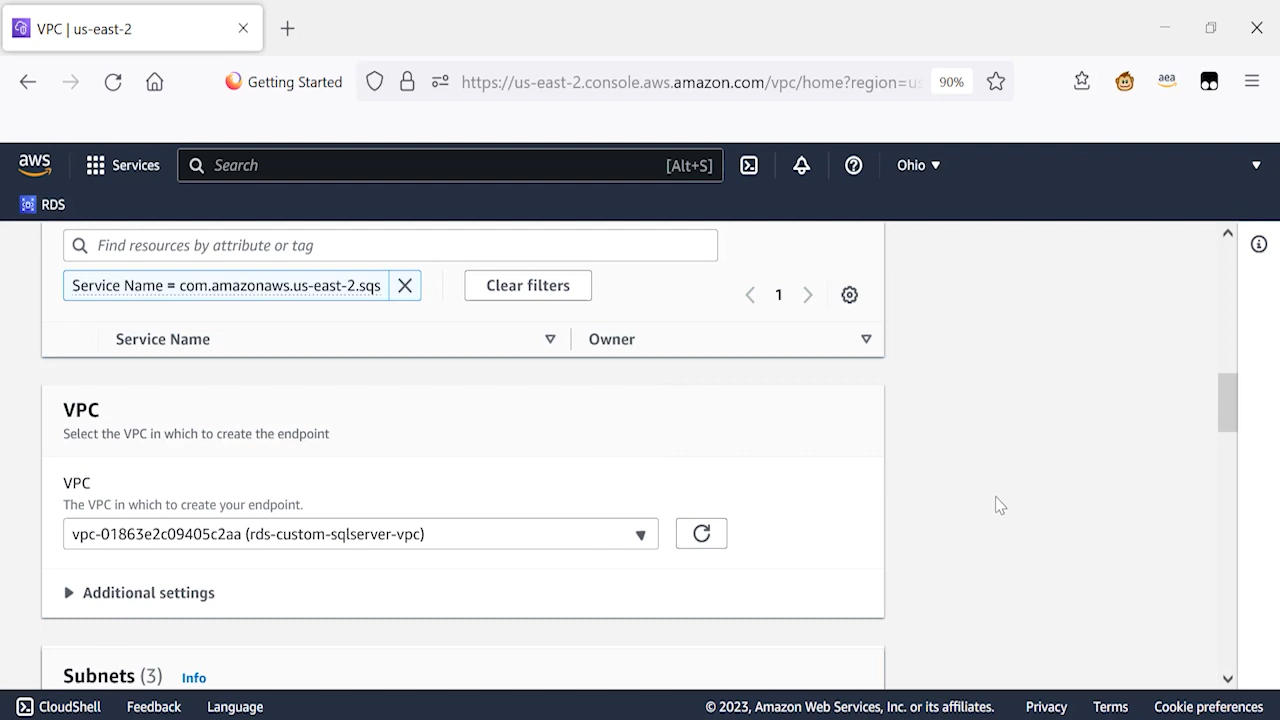 VPC | us-east-2
Getting Started
https://us-east-2.console.aws.amazon.com/vpc/home?region=us
90%
aea
aws
Services
Search
[Alt+S]
Ohio
RDS
Find resources by attribute or tag
Service Name = com.amazonaws.us-east-2.sqs
Clear filters
1
Service Name
Owner
VPC
Select the VPC in which to create the endpoint
VPC
The VPC in which to create your endpoint.
vpc-01863e2c09405c2aa (rds-custom-sqlserver-vpc)
Additional settings
Subnets (3) Info
CloudShell
Feedback
Language
© 2023, Amazon Web Services, Inc. or its affiliates.
Privacy
Terms
Cookie preferences